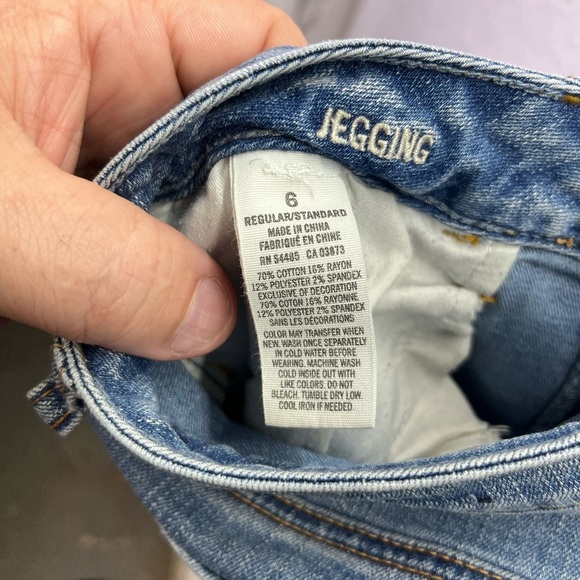 JEGGING
6
REGULAR/STANDARD
MADE IN CHINA
FABRIQUÉ EN CHINE
RN 54485 CA 03873
70% COTTON 16% RAYON
12% POLYESTER 2% SPANDEX
EXCLUSIVE OF DECORATION
70% COTON 16% RAYONNE
12% POLYESTER 2% SPANDEX
SANS LES DÉCORATIONS
COLOR MAY TRANSFER WHEN
NEW. WASH ONCE SEPARATELY
IN COLD WATER BEFORE
WEARING. MACHINE WASH
COLD INSIDE OUT WITH
LIKE COLORS. DO NOT
BLEACH. TUMBLE DRY LOW.
COOL IRON IF NEEDED.